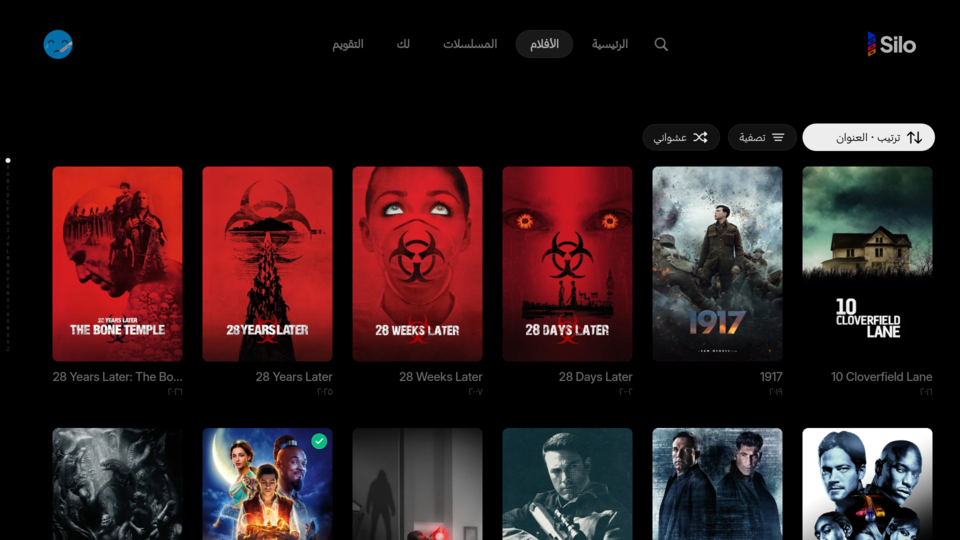 Silo
الرئيسية
الأفلام
المسلسلات
لك
التقويم
ترتيب · العنوان
تصفية
عشوائي
10
CLOVERFIELD
LANE
1917
28 DAYS LATER
28 WEEKS LATER
28 YEARS LATER
28 YEARS LATER
THE BONE TEMPLE
10 Cloverfield Lane
٢٠١٦
1917
٢٠١٩
28 Days Later
٢٠٠٢
28 Weeks Later
٢٠٠٧
28 Years Later
٢٠٢٥
28 Years Later: The Bo...
٢٠٢٦